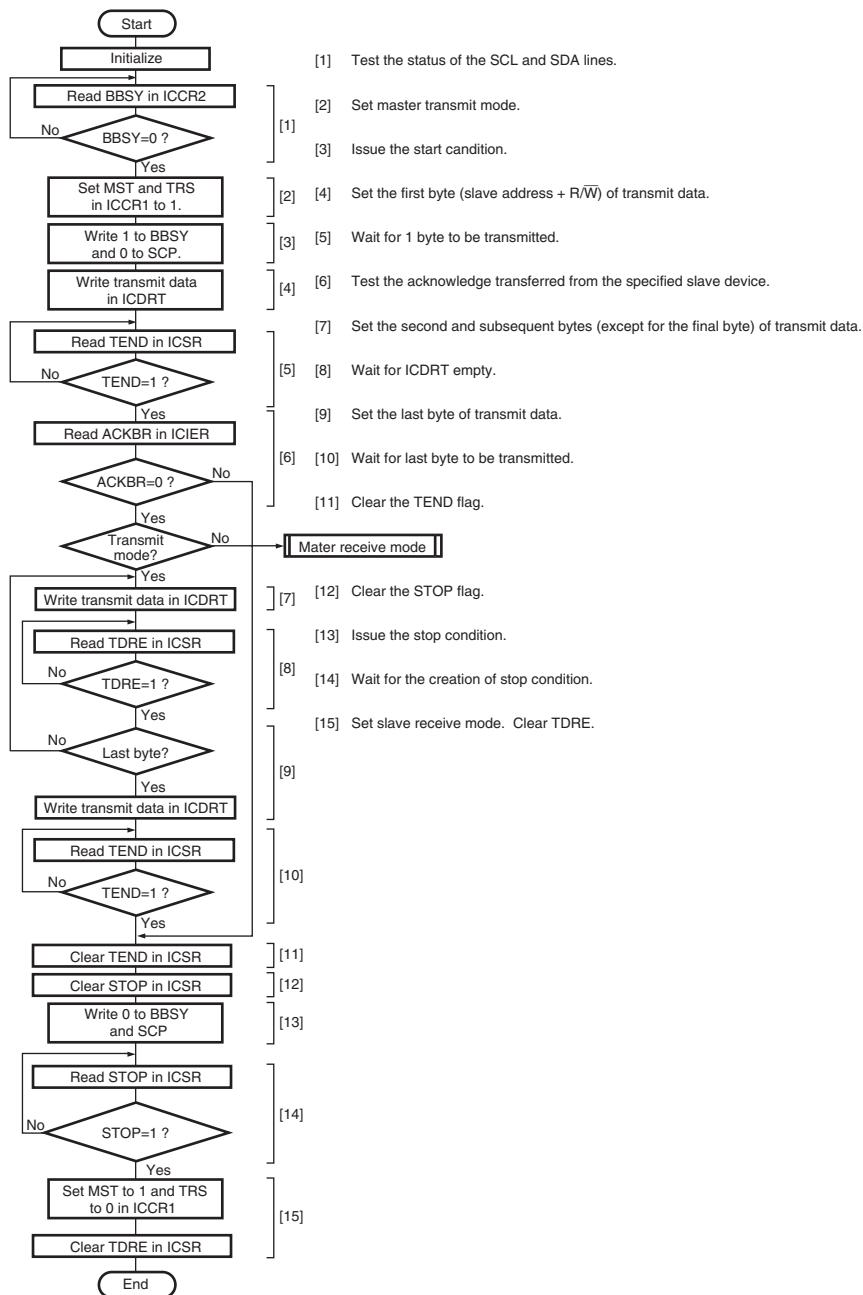 Start
Initialize
Read BBSY in ICCR2
No
BBSY=0 ?
[1]
Yes
Set MST and TRS
in ICCR1 to 1.
[2]
Write 1 to BBSY
and 0 to SCP.
[3]
Write transmit data
in ICDRT
[4]
Read TEND in ICSR
No
TEND=1 ?
[5]
Yes
Read ACKBR in ICIER
[6]
ACKBR=0 ?
No
Yes
Transmit
mode?
No
Mater receive mode
Yes
Write transmit data in ICDRT
[7]
Read TDRE in ICSR
No
TDRE=1 ?
[8]
Yes
No
Last byte?
[9]
Yes
Write transmit data in ICDRT
Read TEND in ICSR
No
TEND=1 ?
[10]
Yes
Clear TEND in ICSR
[11]
Clear STOP in ICSR
[12]
Write 0 to BBSY
and SCP
[13]
Read STOP in ICSR
No
STOP=1 ?
[14]
Yes
Set MST to 1 and TRS
to 0 in ICCR1
[15]
Clear TDRE in ICSR
End
[1] Test the status of the SCL and SDA lines.
[2] Set master transmit mode.
[3] Issue the start candition.
[4] Set the first byte (slave address + R/W̅) of transmit data.
[5] Wait for 1 byte to be transmitted.
[6] Test the acknowledge transferred from the specified slave device.
[7] Set the second and subsequent bytes (except for the final byte) of transmit data.
[8] Wait for ICDRT empty.
[9] Set the last byte of transmit data.
[10] Wait for last byte to be transmitted.
[11] Clear the TEND flag.
[12] Clear the STOP flag.
[13] Issue the stop condition.
[14] Wait for the creation of stop condition.
[15] Set slave receive mode. Clear TDRE.